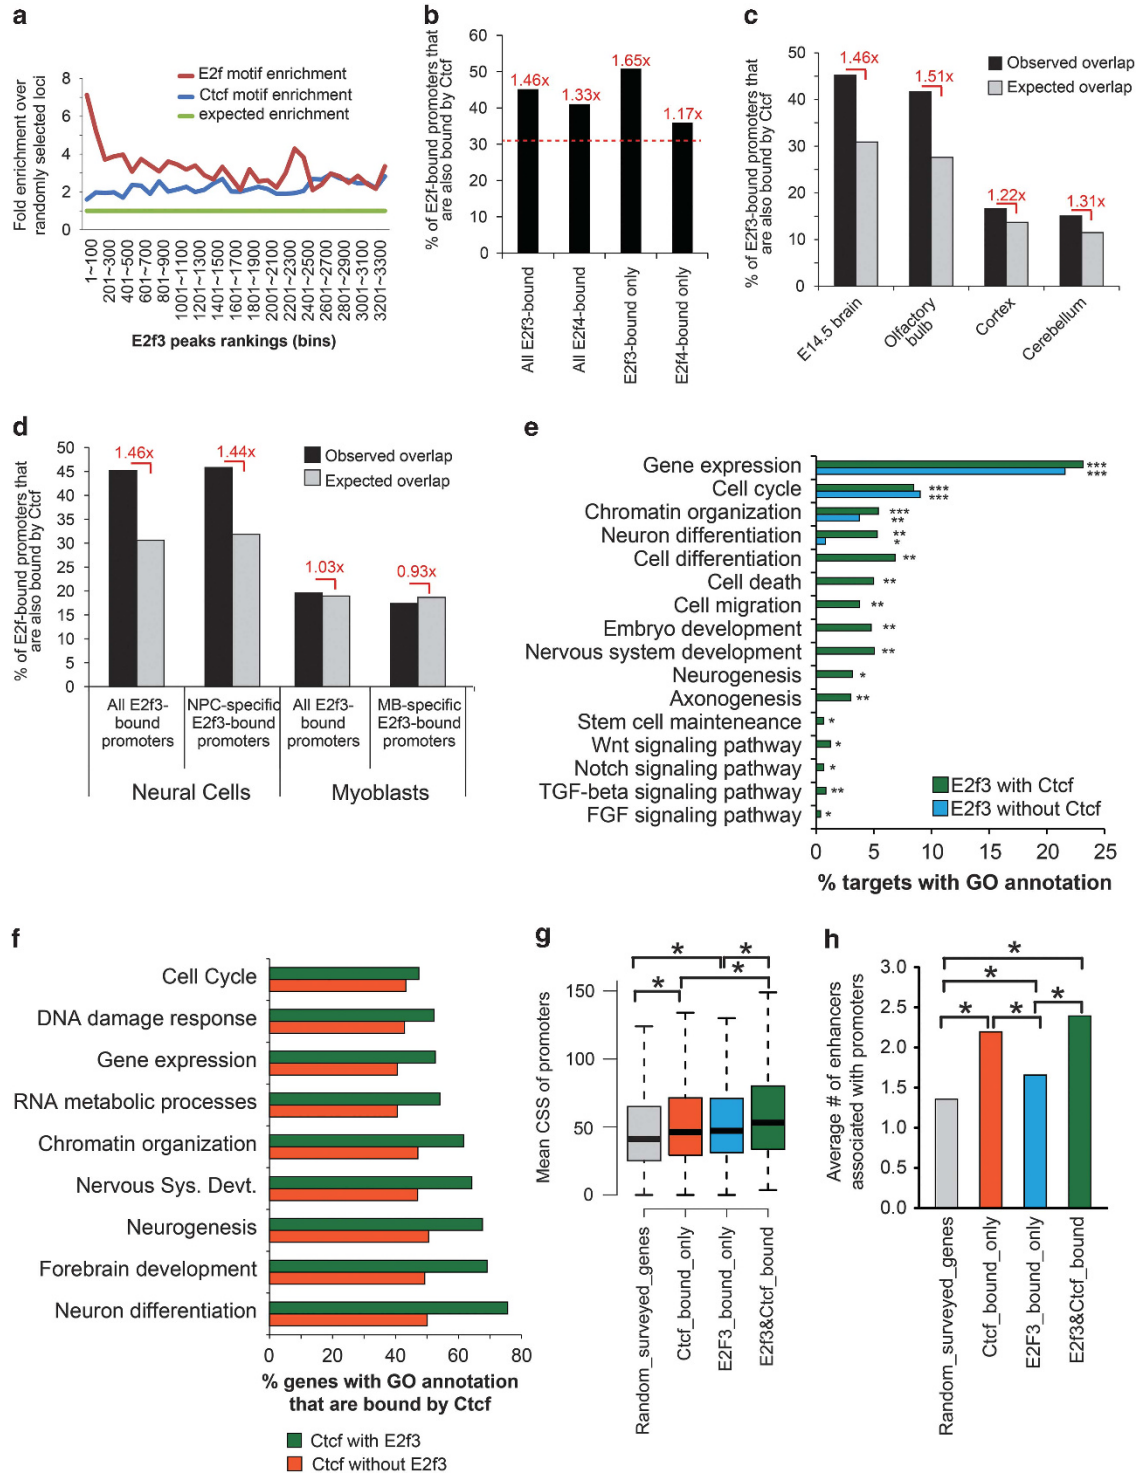 a
Fold enrichment over
randomly selected loci
8
6
4
2
0
E2f motif enrichment
Ctcf motif enrichment
expected enrichment
1~100
201~300
401~500
601~700
801~900
1001~1100
1201~1300
1401~1500
1601~1700
1801~1900
2001~2100
2201~2300
2401~2500
2601~2700
2801~2900
3001~3100
3201~3300
E2f3 peaks rankings (bins)
b
% of E2f-bound promoters that
are also bound by Ctcf
60
50
40
30
20
10
0
1.46x
1.33x
1.65x
1.17x
All E2f3-bound
All E2f4-bound
E2f3-bound only
E2f4-bound only
c
% of E2f3-bound promoters that
are also bound by Ctcf
50
40
30
20
10
0
1.46x
1.51x
1.22x
1.31x
Observed overlap
Expected overlap
E14.5 brain
Olfactory
bulb
Cortex
Cerebellum
d
% of E2f-bound promoters that
are also bound by Ctcf
50
45
40
35
30
25
20
15
10
5
0
1.46x
1.44x
1.03x
0.93x
Observed overlap
Expected overlap
All E2f3-
bound
promoters
NPC-specific
E2f3-bound
promoters
All E2f3-
bound
promoters
MB-specific
E2f3-bound
promoters
Neural Cells
Myoblasts
e
Gene expression
***
***
Cell cycle
***
***
Chromatin organization
***
**
Neuron differentiation
**
*
Cell differentiation
**
Cell death
**
Cell migration
**
Embryo development
**
Nervous system development
**
Neurogenesis
*
Axonogenesis
**
Stem cell mainteneance
*
Wnt signaling pathway
*
Notch signaling pathway
*
TGF-beta signaling pathway
**
FGF signaling pathway
*
E2f3 with Ctcf
E2f3 without Ctcf
0 5 10 15 20 25
% targets with GO annotation
f
Cell Cycle
DNA damage response
Gene expression
RNA metabolic processes
Chromatin organization
Nervous Sys. Devt.
Neurogenesis
Forebrain development
Neuron differentiation
0 20 40 60 80
% genes with GO annotation
that are bound by Ctcf
Ctcf with E2f3
Ctcf without E2f3
g
Mean CSS of promoters
150
100
50
0
* *
* *
Random_surveyed_genes
Ctcf_bound_only
E2F3_bound_only
E2f3&Ctcf_bound
h
Average # of enhancers
associated with promoters
3.0
2.5
2.0
1.5
1.0
0.5
0.0
*
*
*
* *
Random_surveyed_genes
Ctcf_bound_only
E2F3_bound_only
E2f3&Ctcf_bound